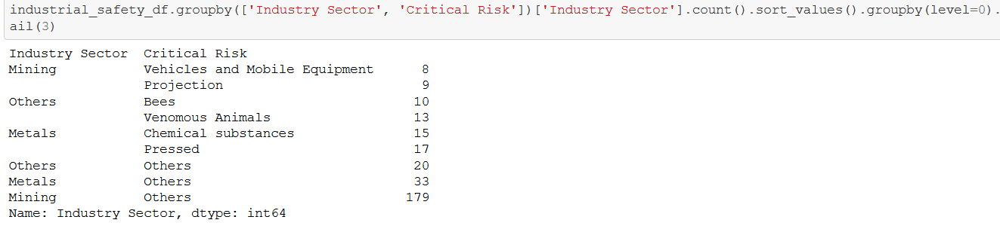 industrial_safety_df.groupby(['Industry Sector', 'Critical Risk'])['Industry Sector'].count().sort_values().groupby(level=0).
ail(3)
Industry Sector  Critical Risk
Mining           Vehicles and Mobile Equipment      8
                 Projection                         9
Others           Bees                              10
                 Venomous Animals                  13
Metals           Chemical substances               15
                 Pressed                           17
Others           Others                            20
Metals           Others                            33
Mining           Others                           179
Name: Industry Sector, dtype: int64